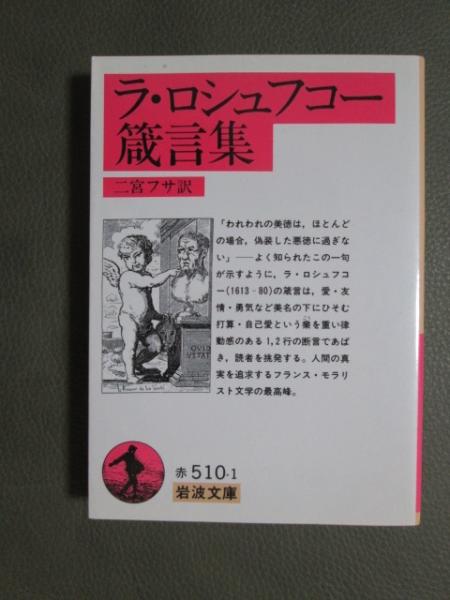 ラ・ロシュフコー
箴言集
二宮フサ訳
「われわれの美徳は，ほとんど
の場合，偽装した悪徳に過ぎな
い」──よく知られたこの一句
が示すように，ラ・ロシュフコ
ー(1613‐80)の箴言は，愛・友
情・勇気など美名の下にひそむ
打算・自己愛という藥を重い律
動感のある1,2行の断言であば
き，読者を挑発する。人間の真
実を追求するフランス・モラリ
スト文学の最高峰。
QUID
VETAT
赤 510-1
岩波文庫